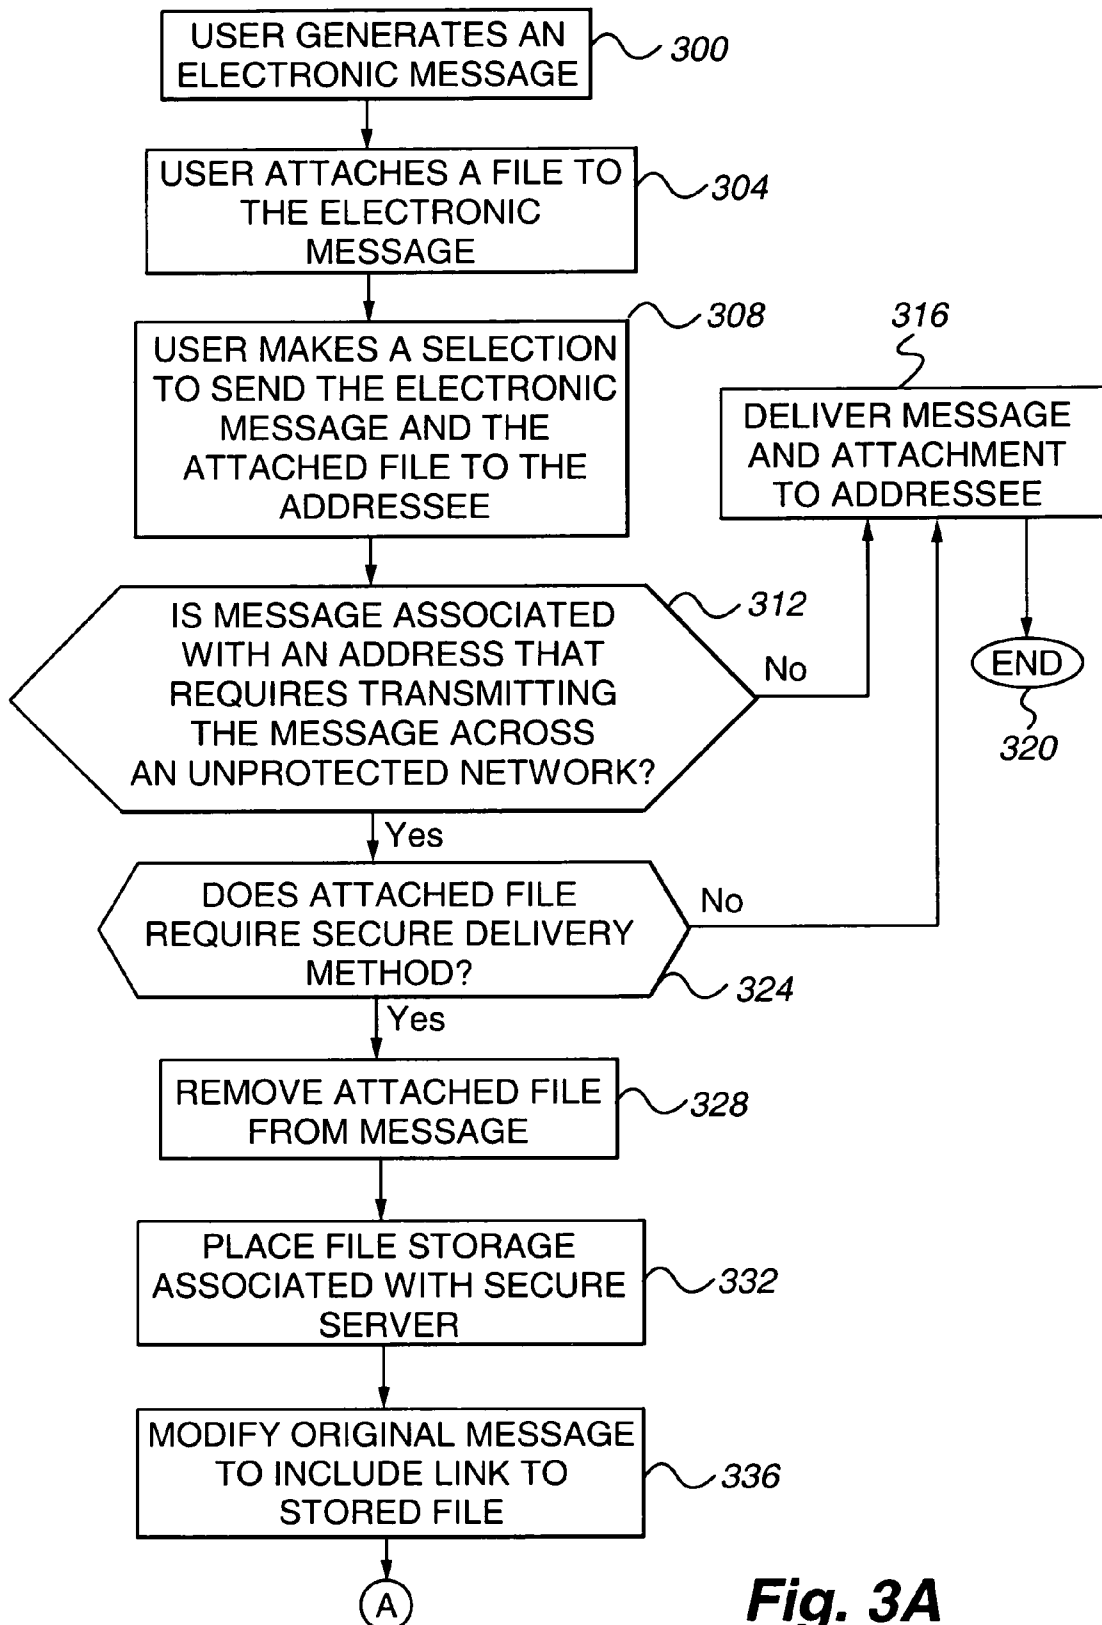 USER GENERATES AN
ELECTRONIC MESSAGE
300
USER ATTACHES A FILE TO
THE ELECTRONIC
MESSAGE
304
USER MAKES A SELECTION
TO SEND THE ELECTRONIC
MESSAGE AND THE
ATTACHED FILE TO THE
ADDRESSEE
308
316
DELIVER MESSAGE
AND ATTACHMENT
TO ADDRESSEE
IS MESSAGE ASSOCIATED
WITH AN ADDRESS THAT
REQUIRES TRANSMITTING
THE MESSAGE ACROSS
AN UNPROTECTED NETWORK?
312
No
END
320
Yes
DOES ATTACHED FILE
REQUIRE SECURE DELIVERY
METHOD?
No
324
Yes
REMOVE ATTACHED FILE
FROM MESSAGE
328
PLACE FILE STORAGE
ASSOCIATED WITH SECURE
SERVER
332
MODIFY ORIGINAL MESSAGE
TO INCLUDE LINK TO
STORED FILE
336
A
Fig. 3A